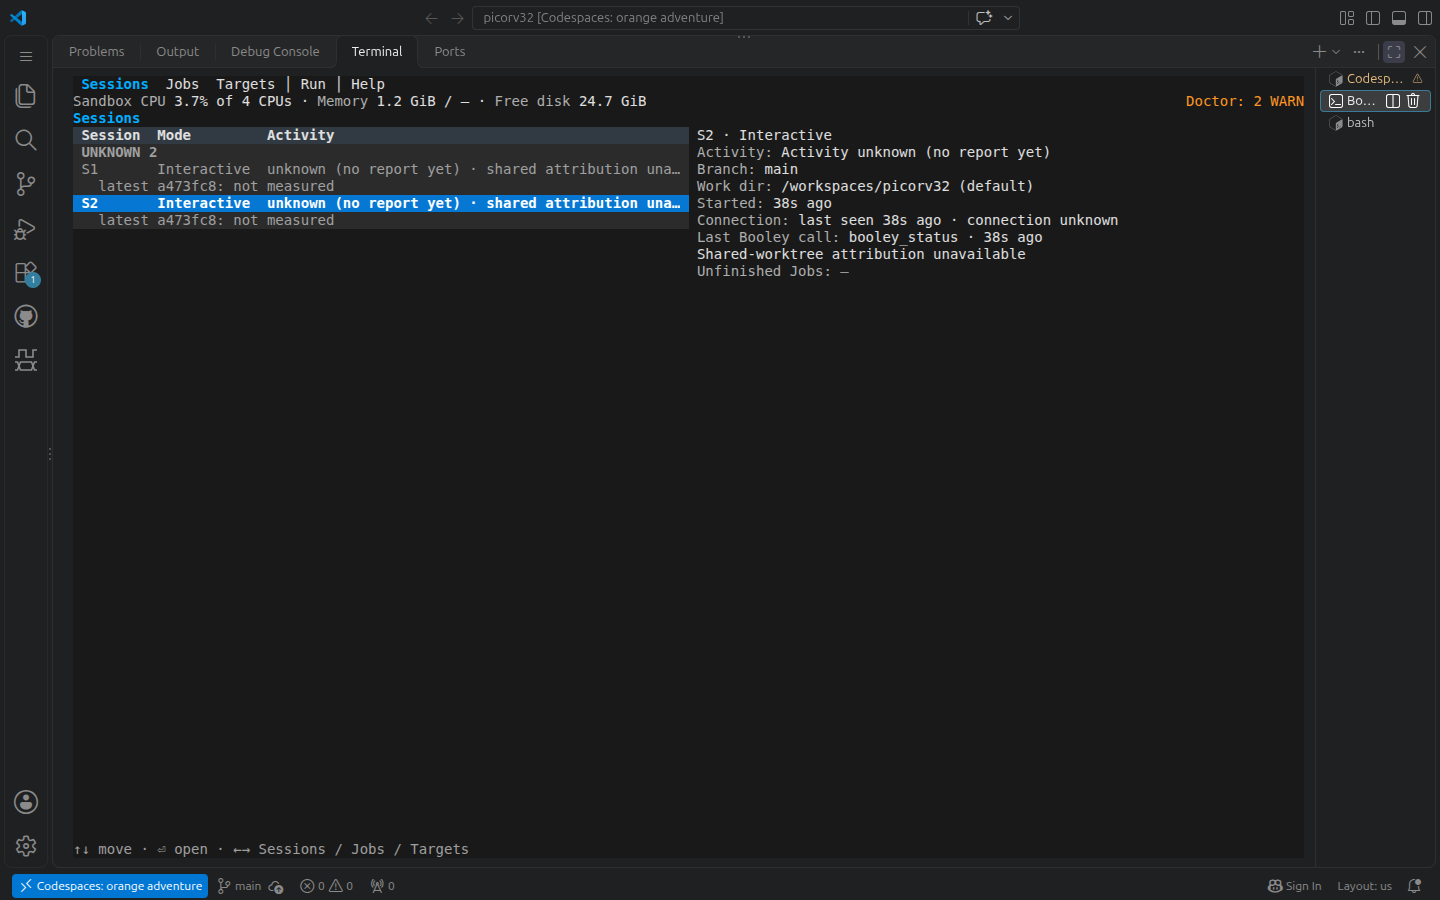 picorv32 [Codespaces: orange adventure]
Problems
Output
Debug Console
Terminal
Ports
Sessions Jobs Targets │ Run │ Help
Sandbox CPU 3.7% of 4 CPUs · Memory 1.2 GiB / — · Free disk 24.7 GiB
Doctor: 2 WARN
Sessions
Session Mode Activity
UNKNOWN 2
S1 Interactive unknown (no report yet) · shared attribution una…
latest a473fc8: not measured
S2 Interactive unknown (no report yet) · shared attribution una…
latest a473fc8: not measured
S2 · Interactive
Activity: Activity unknown (no report yet)
Branch: main
Work dir: /workspaces/picorv32 (default)
Started: 38s ago
Connection: last seen 38s ago · connection unknown
Last Booley call: booley_status · 38s ago
Shared-worktree attribution unavailable
Unfinished Jobs: —
↑↓ move · ⏎ open · ←→ Sessions / Jobs / Targets
Codesp...
Bo...
bash
1
Codespaces: orange adventure
main
0
0
0
Sign In
Layout: us